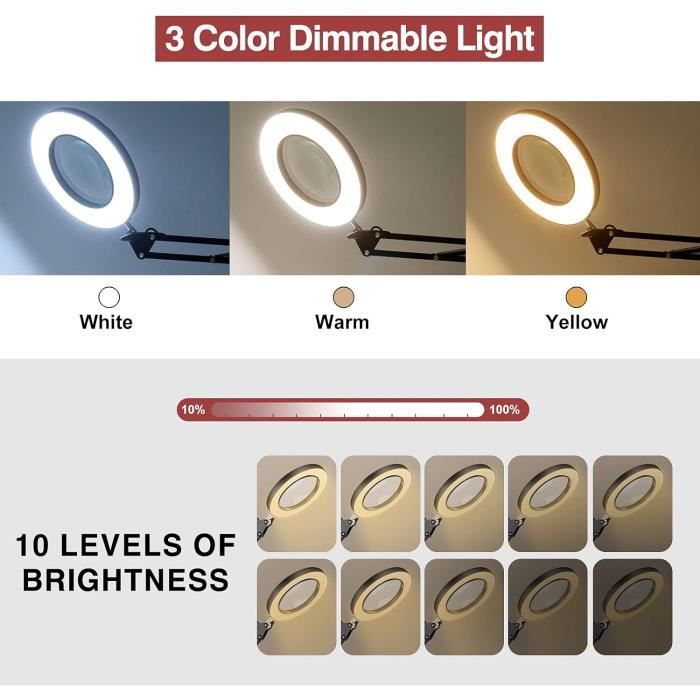 3 Color Dimmable Light
White
Warm
Yellow
10%
100%
10 LEVELS OF
BRIGHTNESS